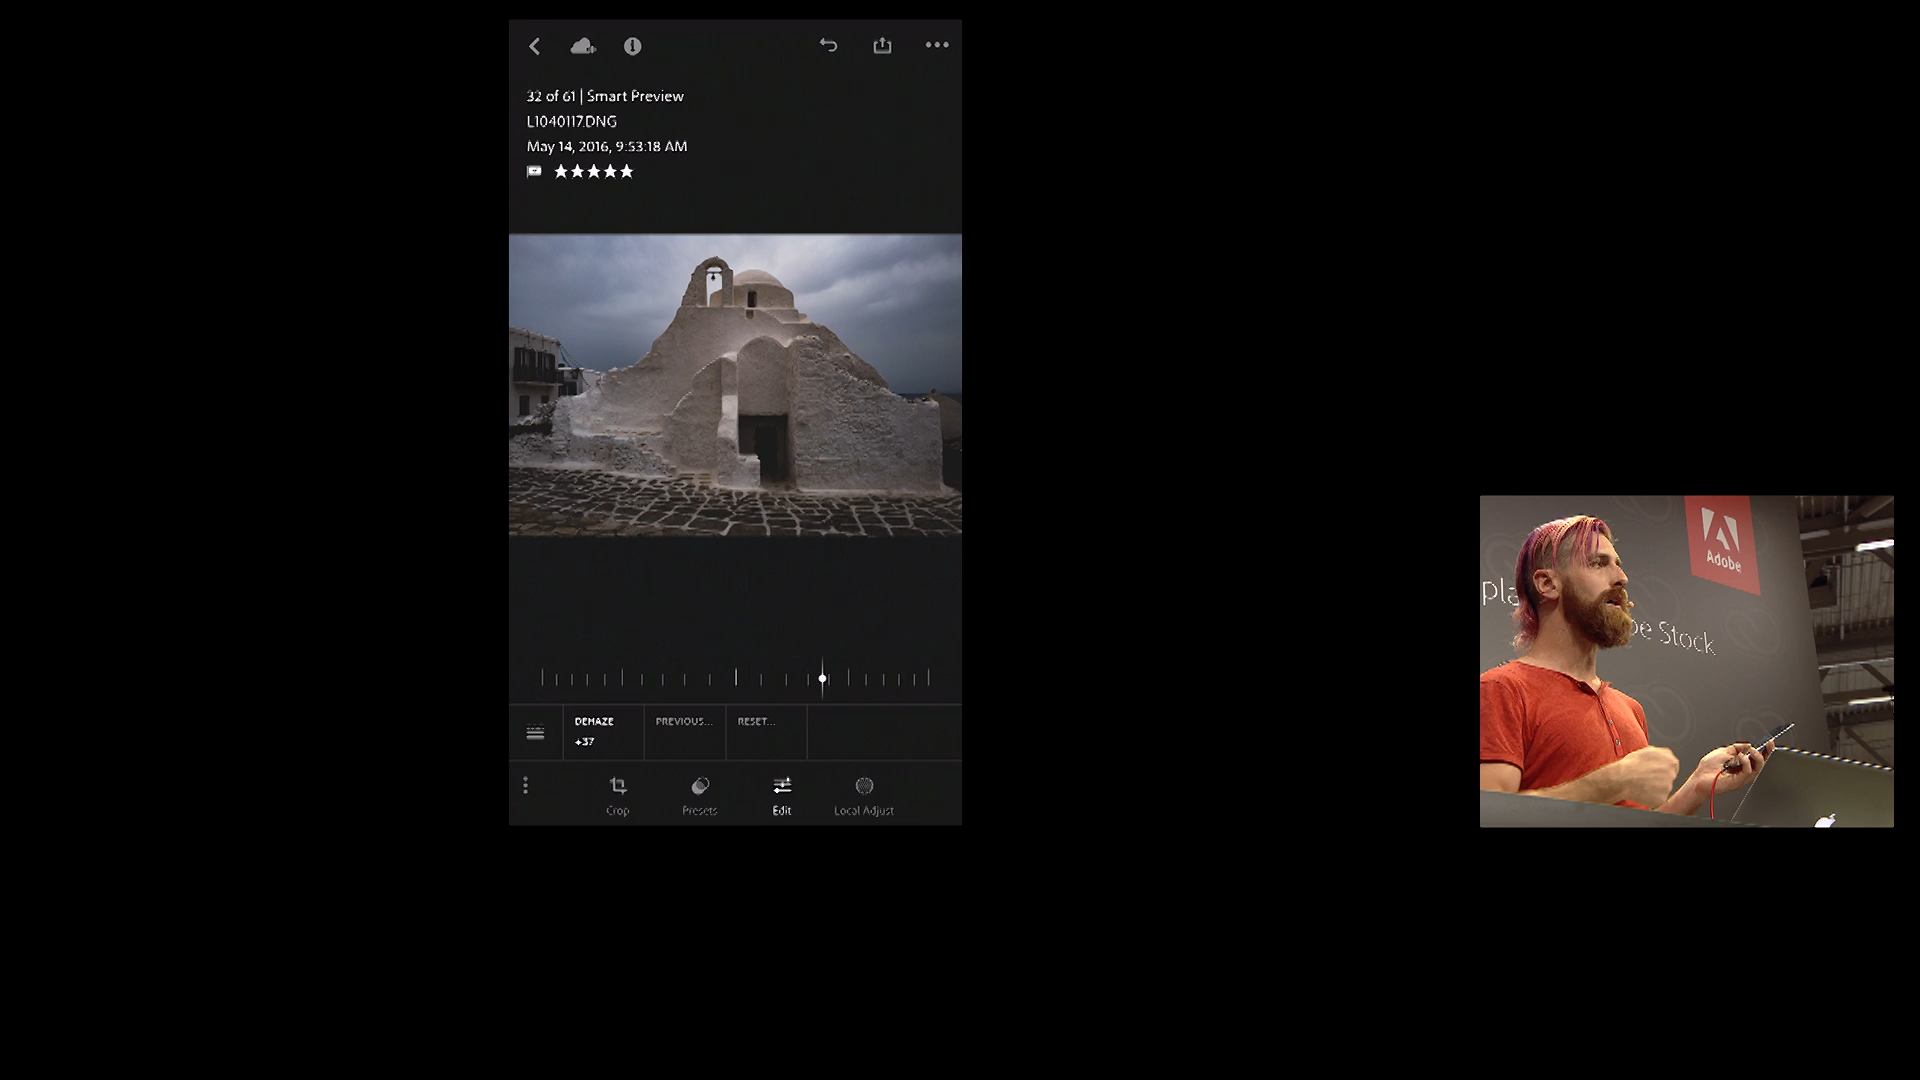 32 of 61 | Smart Preview
L1040117.DNG
May 14, 2016, 9:53:18 AM
DEHAZE
+37
PREVIOUS...
RESET...
Crop
Presets
Edit
Local Adjust
Adobe
pla
be Stock